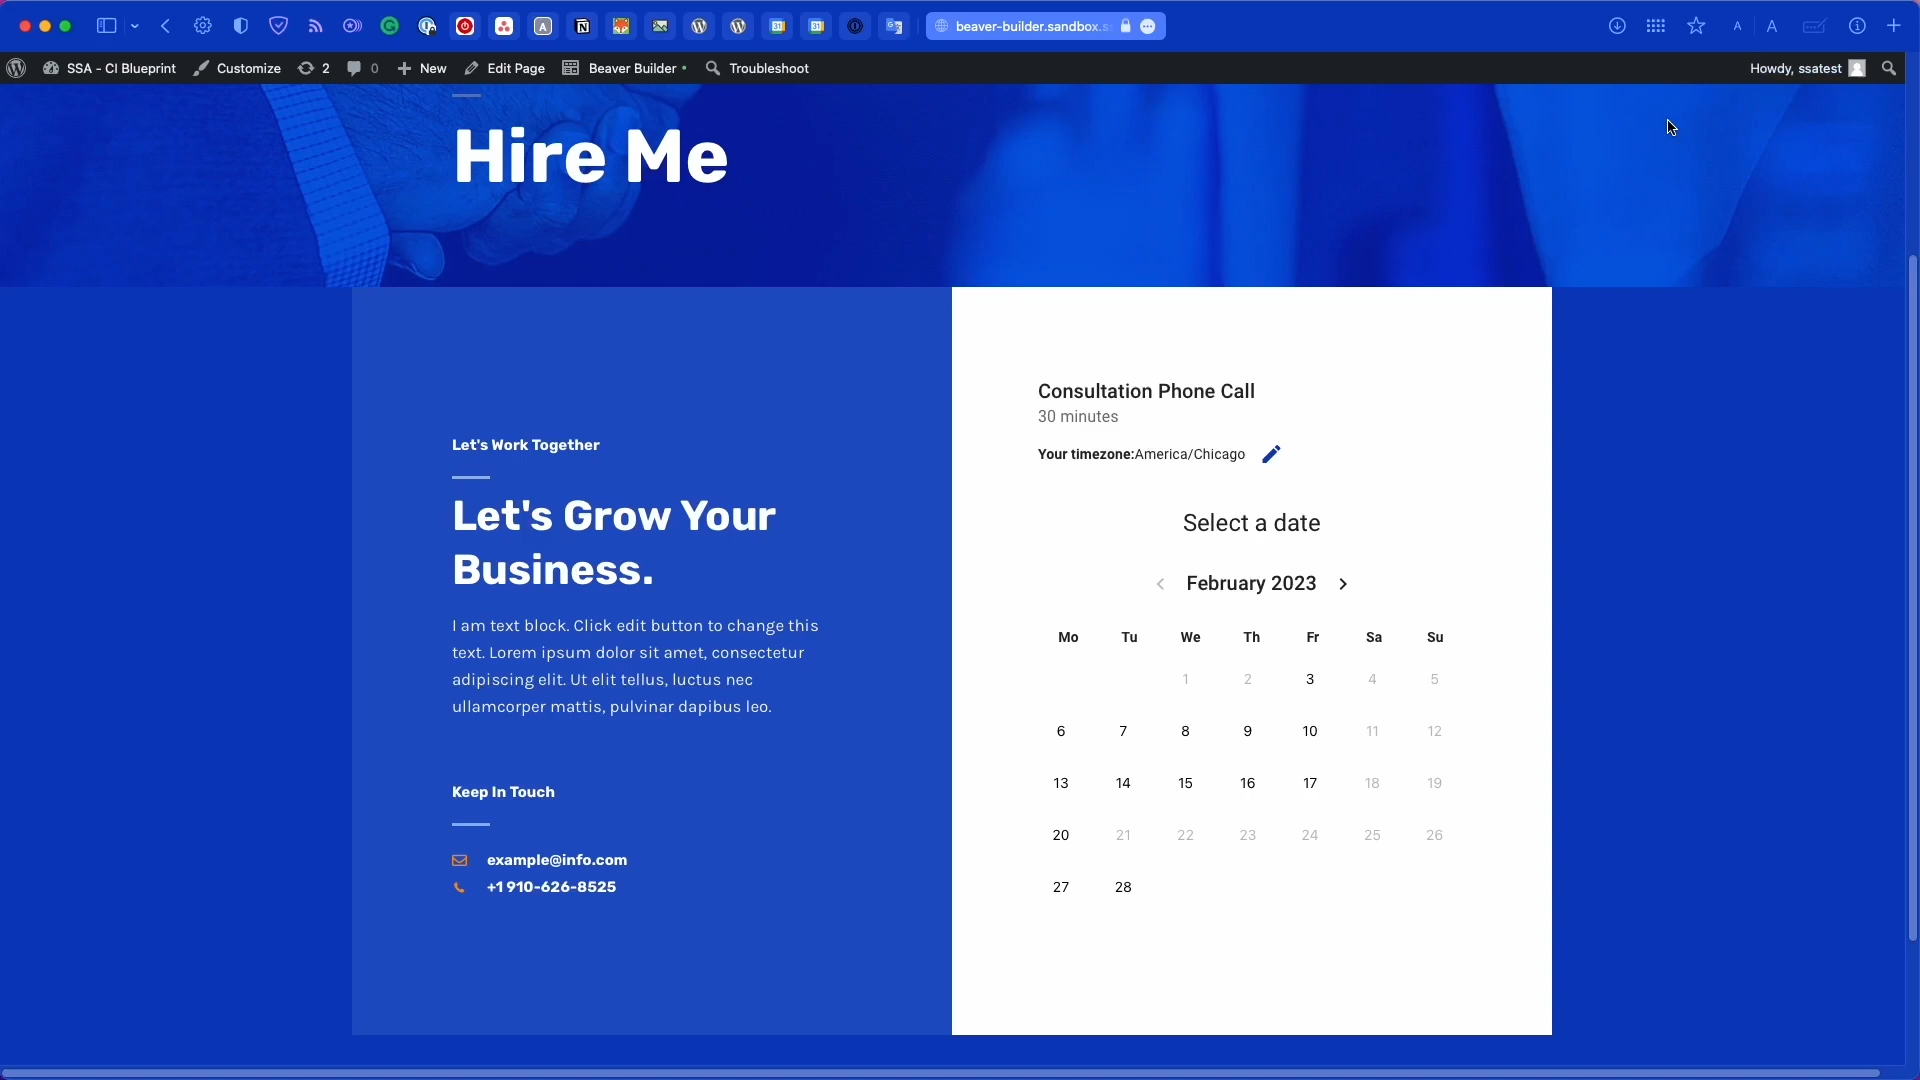 beaver-builder.sandbox.s
A A
SSA - CI Blueprint Customize 2 0 New Edit Page Beaver Builder • Troubleshoot Howdy, ssatest
Hire Me
Let's Work Together
Let's Grow Your
Business.
I am text block. Click edit button to change this
text. Lorem ipsum dolor sit amet, consectetur
adipiscing elit. Ut elit tellus, luctus nec
ullamcorper mattis, pulvinar dapibus leo.
Keep In Touch
example@info.com
+1 910-626-8525
Consultation Phone Call
30 minutes
Your timezone:America/Chicago
Select a date
February 2023
Mo Tu We Th Fr Sa Su
1 2 3 4 5
6 7 8 9 10 11 12
13 14 15 16 17 18 19
20 21 22 23 24 25 26
27 28